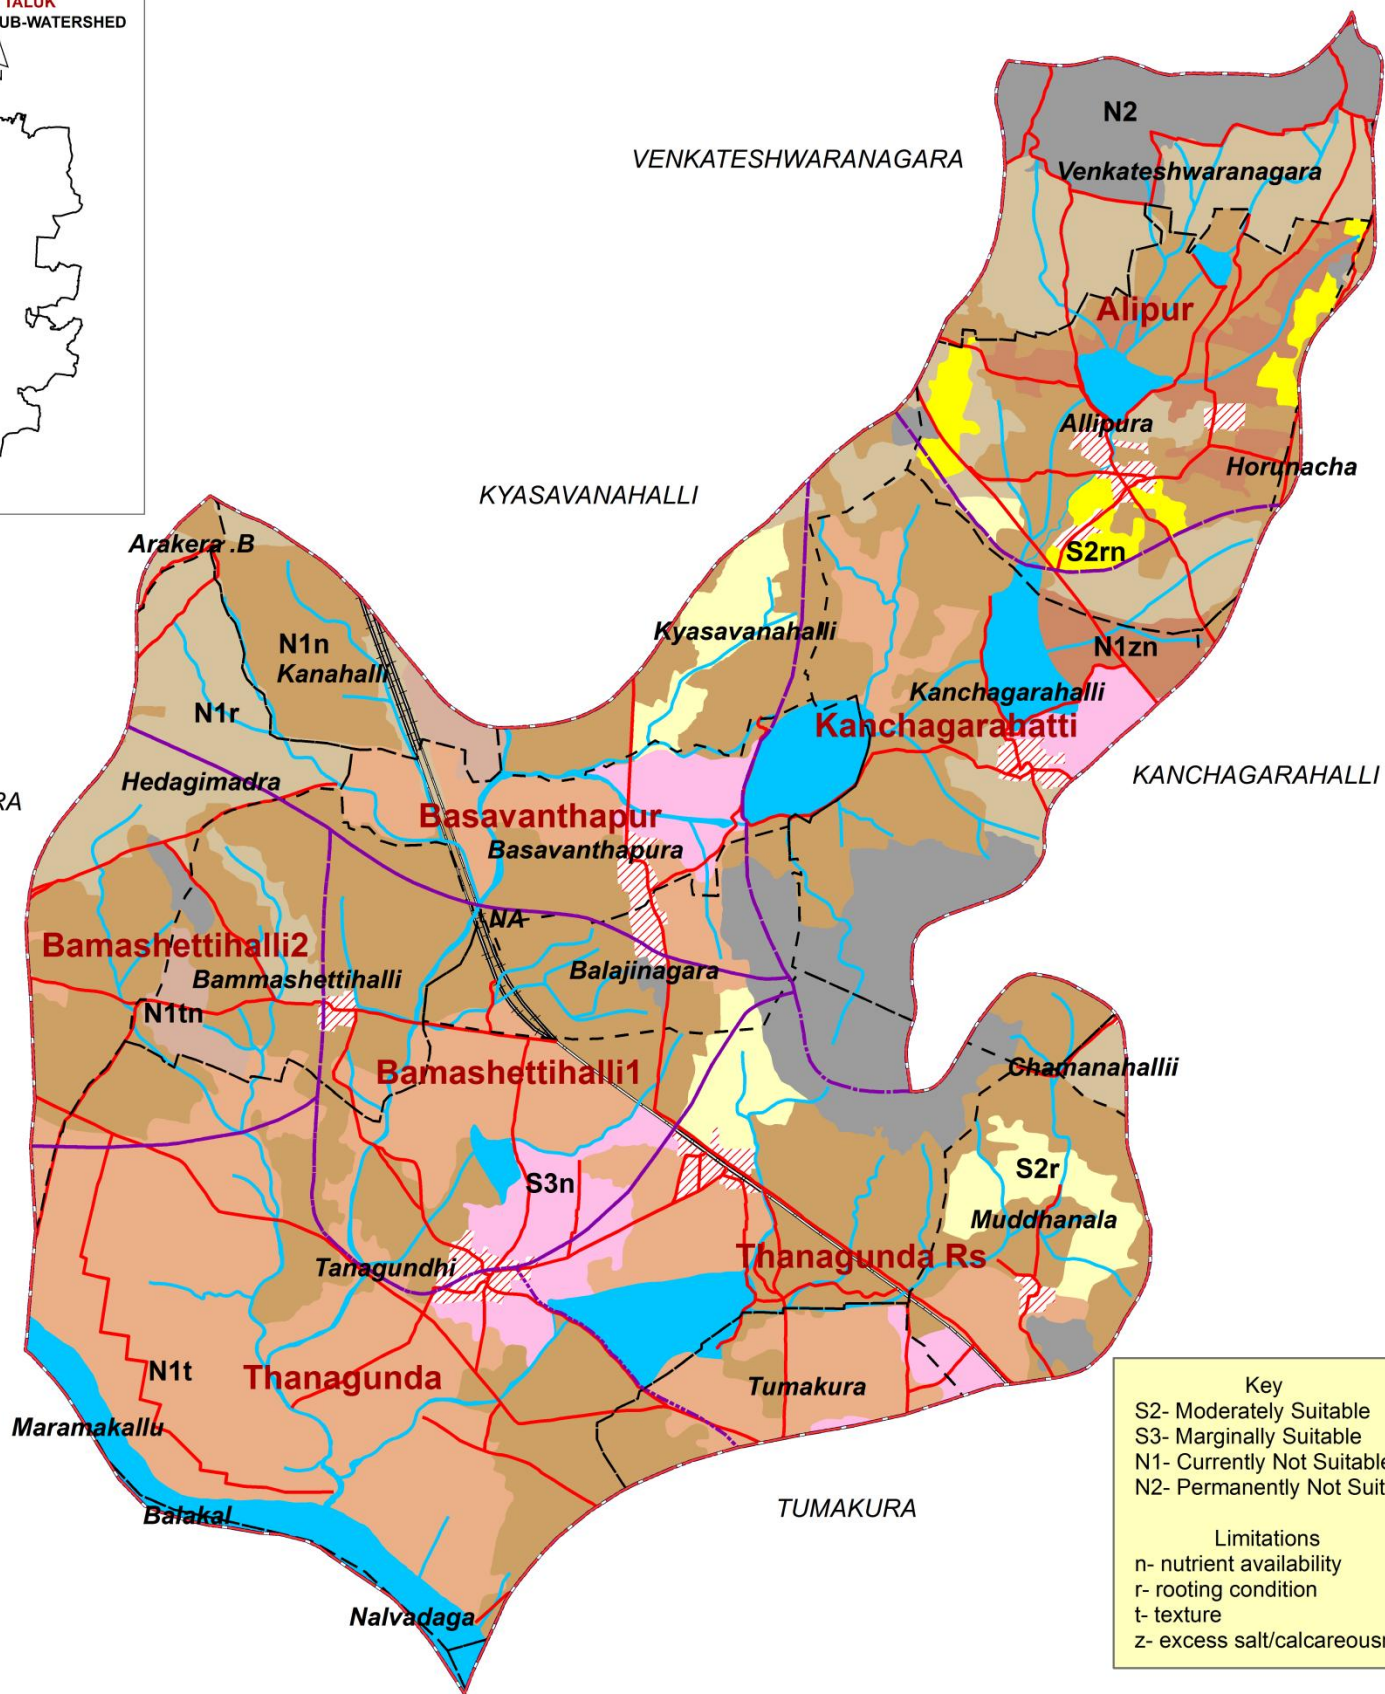 TALUK
UB-WATERSHED
N2
VENKATESHWARANAGARA
Venkateshwaranagara
Alipur
Allipura
Horunacha
KYASAVANAHALLI
Arakera .B
S2rn
N1n
Kyasavanahalli
Kanahalli
N1zn
Kanchagarahalli
N1r
Kanchagarahatti
KANCHAGARAHALLI
Hedagimadra
RA
Basavanthapur
Basavanthapura
NA
Bamashettihalli2
Bammashettihalli
Balajinagara
N1tn
Bamashettihalli1
Chamanahallii
S3n
S2r
Muddhanala
Tanagundhi
Thanagunda Rs
N1t
Thanagunda
Tumakura
Maramakallu
Balakal
TUMAKURA
Nalvadaga
Key
S2- Moderately Suitable
S3- Marginally Suitable
N1- Currently Not Suitable
N2- Permanently Not Suit
Limitations
n- nutrient availability
r- rooting condition
t- texture
z- excess salt/calcareous